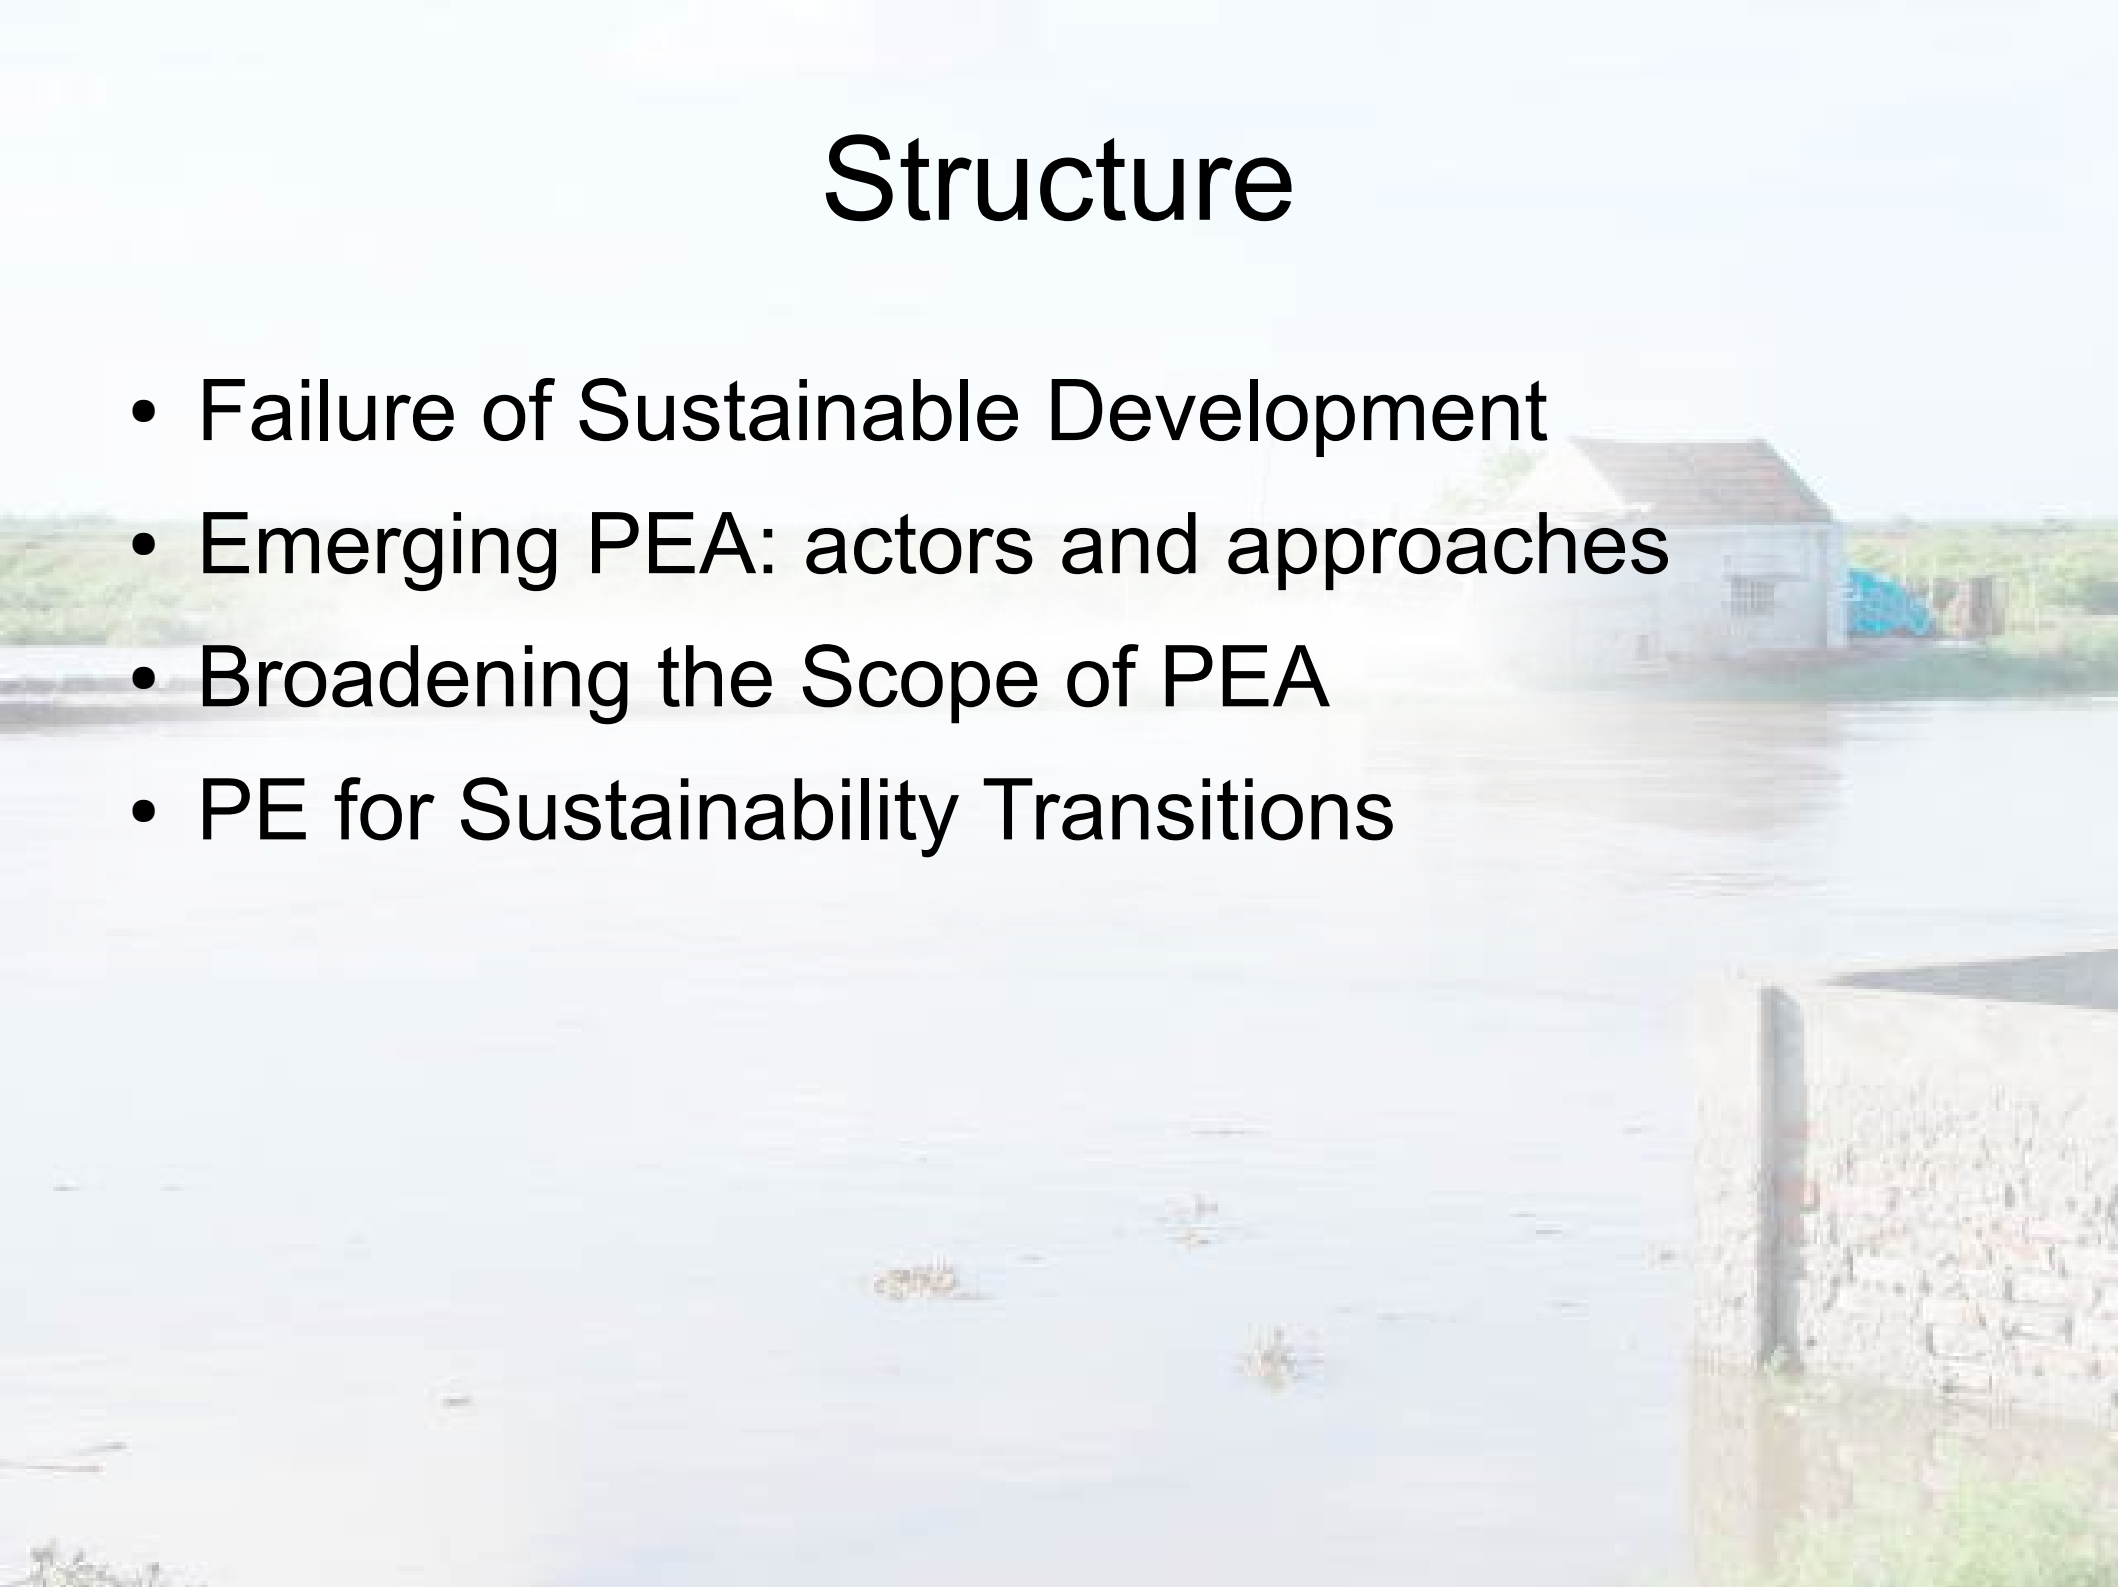 Structure
• Failure of Sustainable Development
• Emerging PEA: actors and approaches
• Broadening the Scope of PEA
• PE for Sustainability Transitions